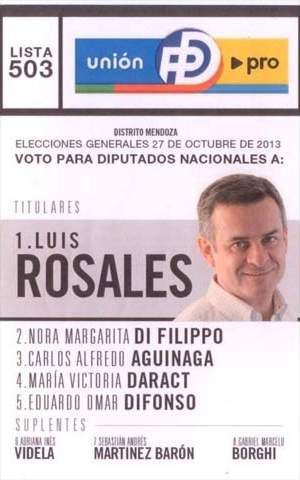 LISTA
503
unión
PD
pro
DISTRITO MENDOZA
ELECCIONES GENERALES 27 DE OCTUBRE DE 2013
VOTO PARA DIPUTADOS NACIONALES A:
TITULARES
1.LUIS
ROSALES
2.NORA MARGARITA DI FILIPPO
3.CARLOS ALFREDO AGUINAGA
4.MARÍA VICTORIA DARACT
5.EDUARDO OMAR DIFONSO
SUPLENTES
6.ADRIANA INÉS
VIDELA
7.SEBASTIÁN ANDRÉS
MARTINEZ BARÓN
8.GABRIEL MARCELO
BORGHI